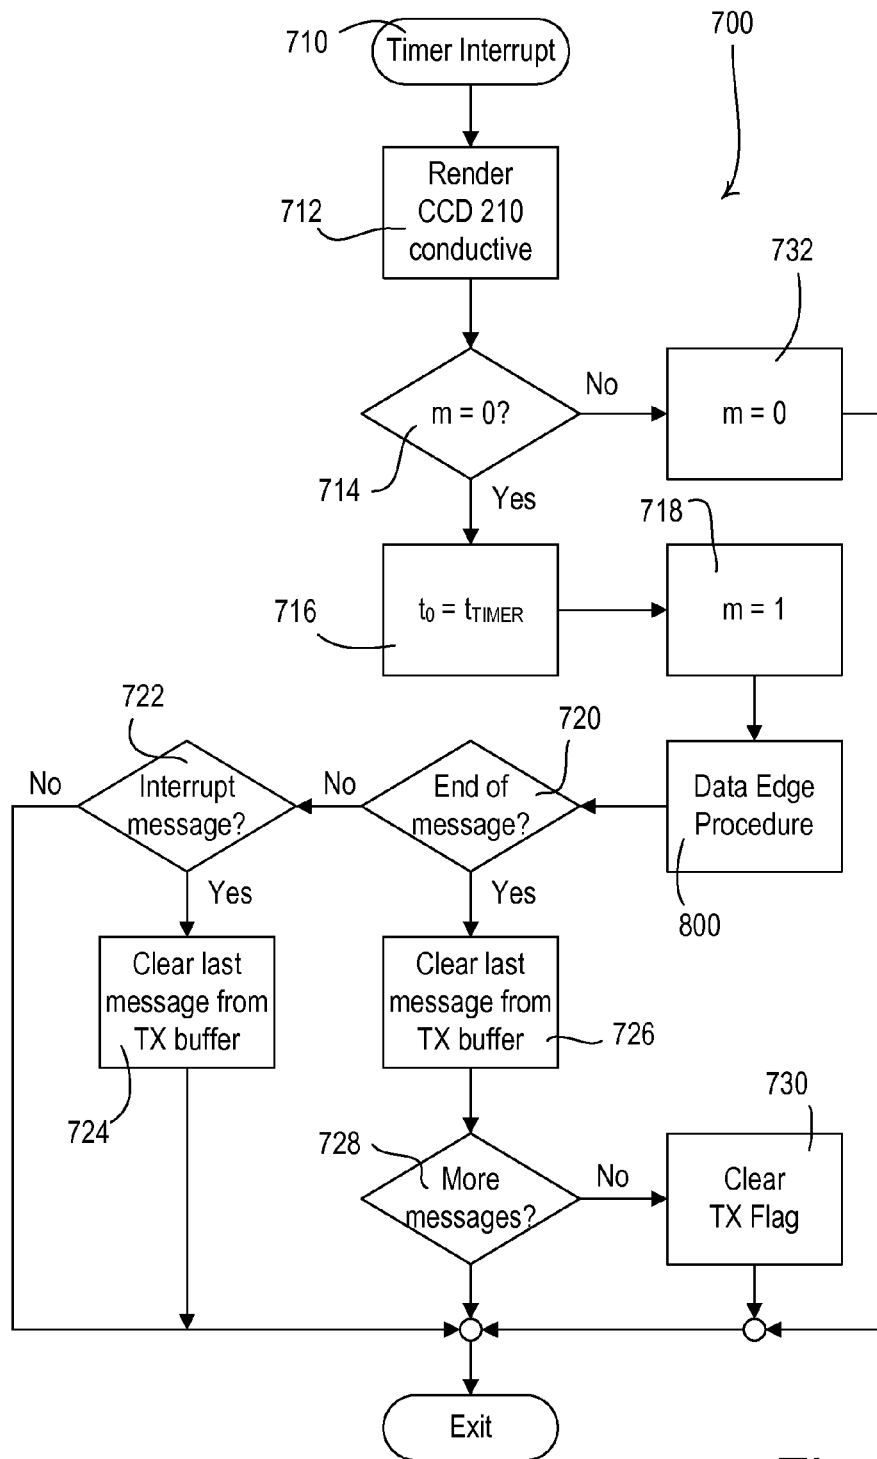 710
Timer Interrupt
700
Render
CCD 210
conductive
712
732
m = 0?
No
m = 0
714
Yes
718
t0 = tTIMER
716
m = 1
722
720
No
Interrupt
message?
No
End of
message?
Data Edge
Procedure
Yes
Yes
800
Clear last
message from
TX buffer
Clear last
message from
TX buffer
726
724
730
728
More
messages?
No
Clear
TX Flag
Exit